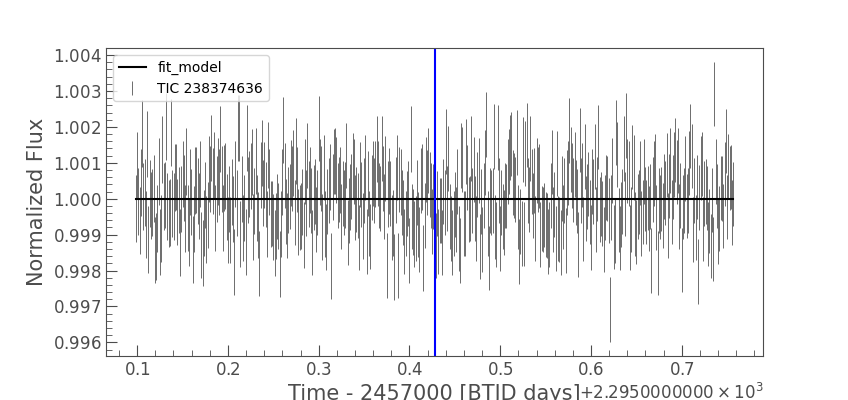 1.004
1.003
1.002
1.001
1.000
0.999
0.998
0.997
0.996
Normalized Flux
fit_model
TIC 238374636
0.1 0.2 0.3 0.4 0.5 0.6 0.7
Time - 2457000 [BTJD days]
+2.2950000000 × 10³